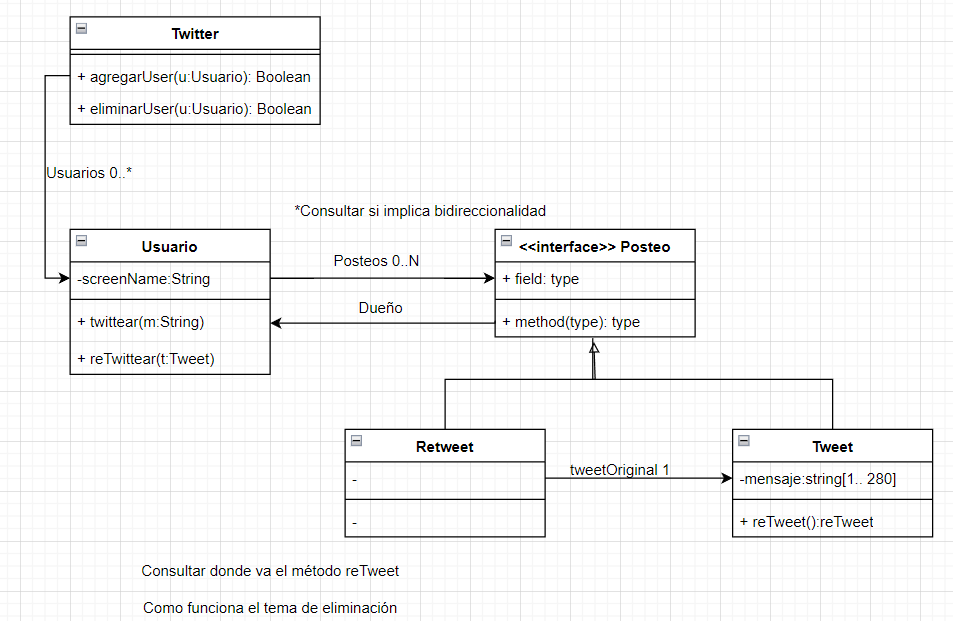 Twitter
+ agregarUser(u:Usuario): Boolean
+ eliminarUser(u:Usuario): Boolean
Usuarios 0..*
*Consultar si implica bidireccionalidad
Usuario
-screenName:String
+ twittear(m:String)
+ reTwittear(t:Tweet)
Posteos 0..N
Dueño
<<interface>> Posteo
+ field: type
+ method(type): type
Retweet
-
-
tweetOriginal 1
Tweet
-mensaje:string[1.. 280]
+ reTweet():reTweet
Consultar donde va el método reTweet
Como funciona el tema de eliminación